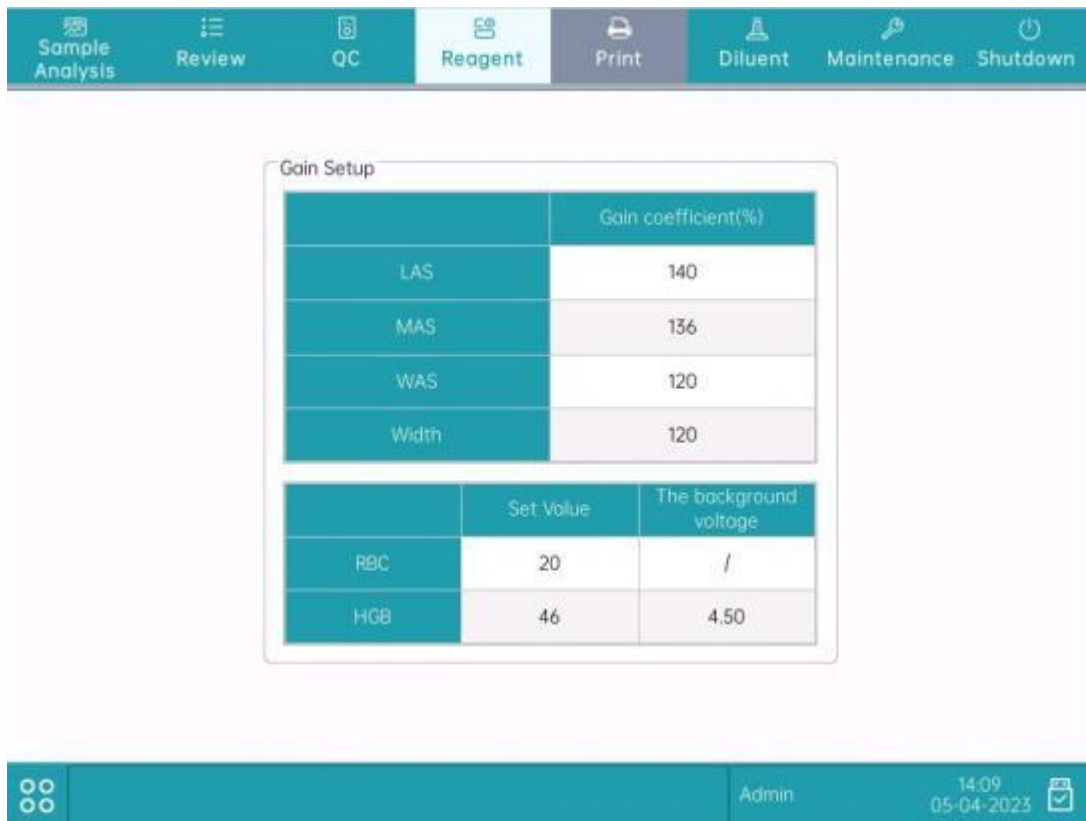 Sample Analysis Review QC Reagent Print Diluent Maintenance Shutdown
Gain Setup
Gain coefficient(%)
LAS 140
MAS 136
WAS 120
Width 120
Set Value The background voltage
RBC 20 /
HGB 46 4.50
Admin 14:09
05-04-2023